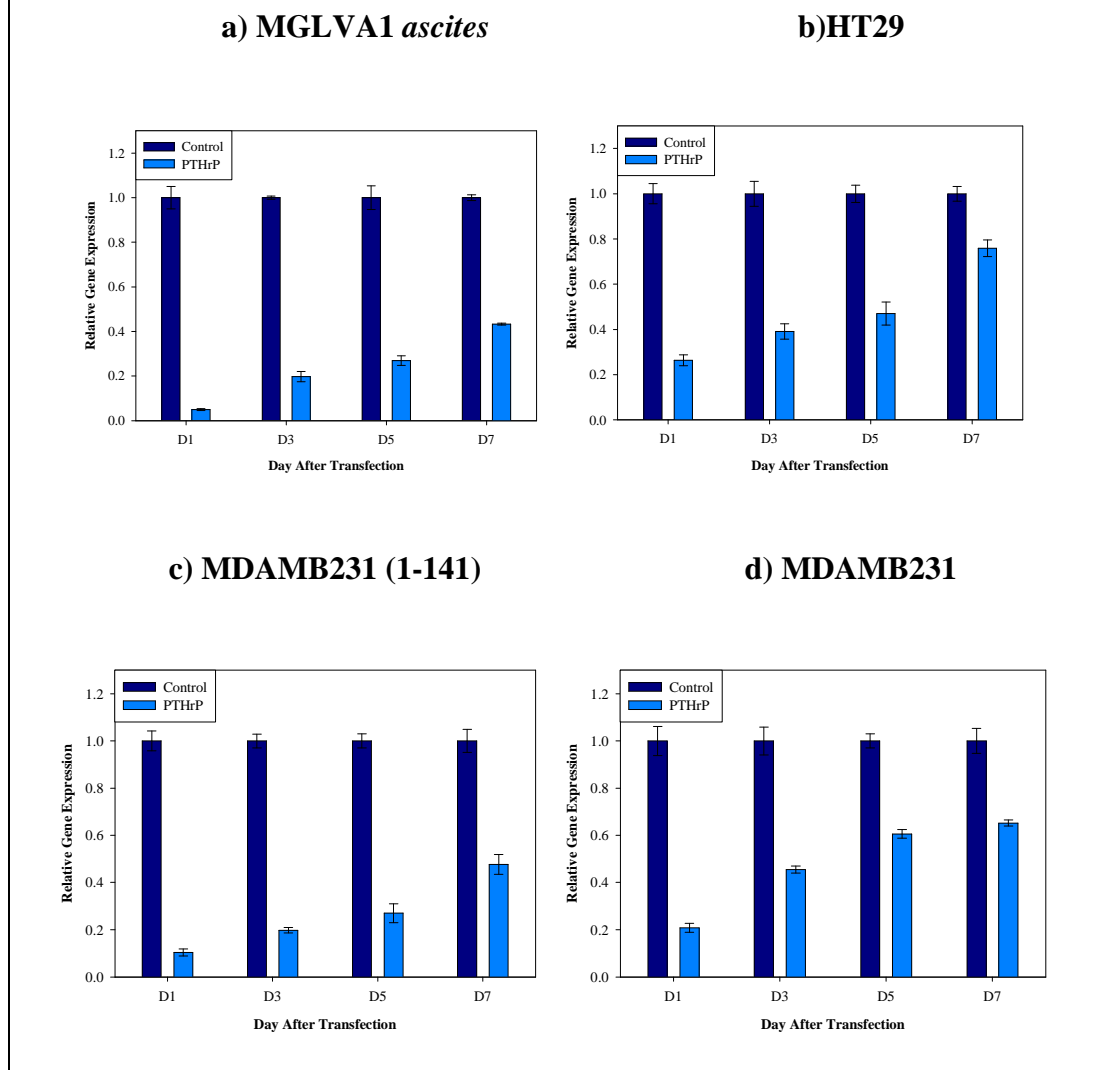 a) MGLVA1 ascites
Control
PTHrP
Relative Gene Expression
1.2
1.0
0.8
0.6
0.4
0.2
0.0
D1 D3 D5 D7
Day After Transfection
b)HT29
Control
PTHrP
Relative Gene Expression
1.2
1.0
0.8
0.6
0.4
0.2
0.0
D1 D3 D5 D7
Day After Transfection
c) MDAMB231 (1-141)
Control
PTHrP
Relative Gene Expression
1.2
1.0
0.8
0.6
0.4
0.2
0.0
D1 D3 D5 D7
Day After Transfection
d) MDAMB231
Control
PTHrP
Relative Gene Expression
1.2
1.0
0.8
0.6
0.4
0.2
0.0
D1 D3 D5 D7
Day After Transfection